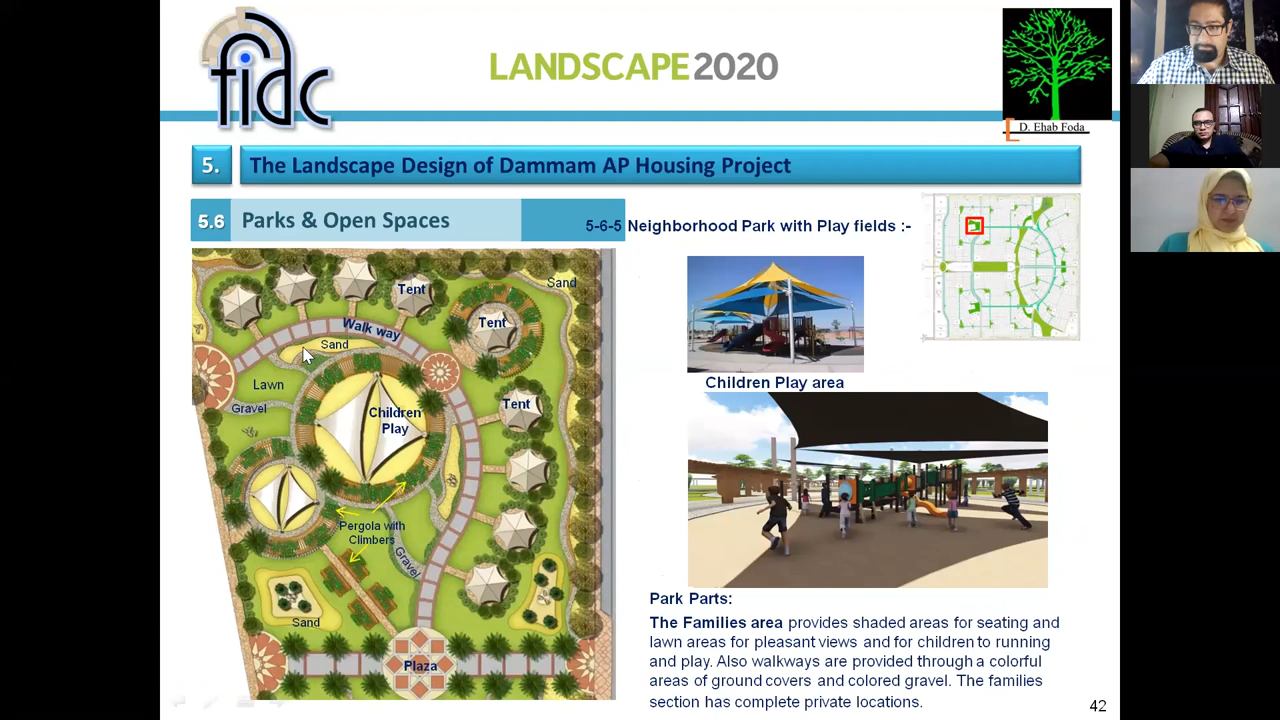 fidc
LANDSCAPE2020
D. Ehab Foda
5. The Landscape Design of Dammam AP Housing Project
5.6 Parks & Open Spaces
5-6-5 Neighborhood Park with Play fields :-
Sand
Tent
Tent
Walk way
Sand
Lawn
Tent
Gravel
Children
Play
Pergola with
Climbers
Gravel
Sand
Plaza
Children Play area
Park Parts:
The Families area provides shaded areas for seating and
lawn areas for pleasant views and for children to running
and play. Also walkways are provided through a colorful
areas of ground covers and colored gravel. The families
section has complete private locations.
42